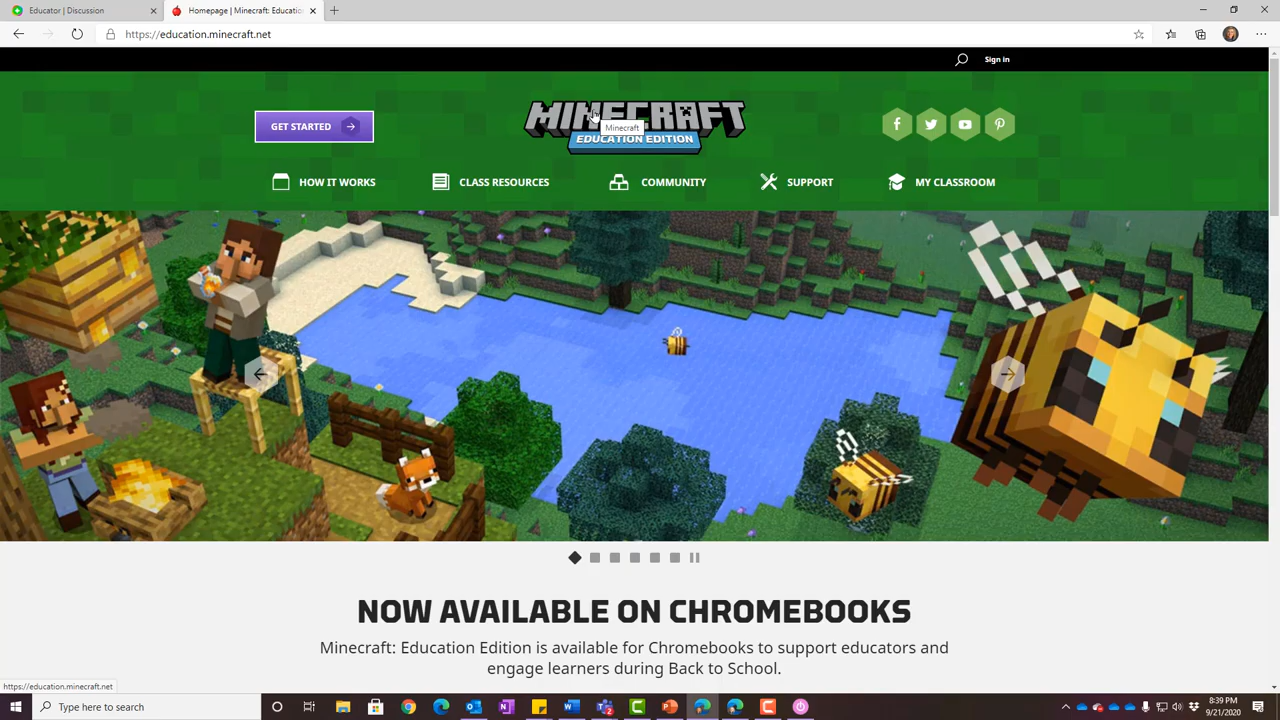 Educator | Discussion
Homepage | Minecraft: Educatio
https://education.minecraft.net
Sign in
GET STARTED
MINECRAFT
EDUCATION EDITION
Minecraft
HOW IT WORKS
CLASS RESOURCES
COMMUNITY
SUPPORT
MY CLASSROOM
NOW AVAILABLE ON CHROMEBOOKS
Minecraft: Education Edition is available for Chromebooks to support educators and
engage learners during Back to School.
https://education.minecraft.net
Type here to search
8:39 PM
9/21/2020